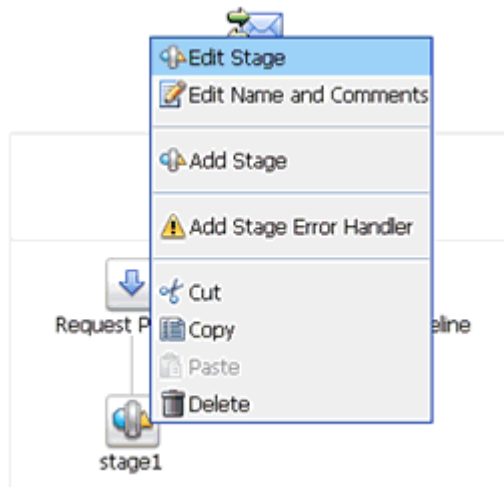 Edit Stage
Edit Name and Comments
Add Stage
Add Stage Error Handler
Cut
Request P
Copy
eline
Paste
Delete
stage1